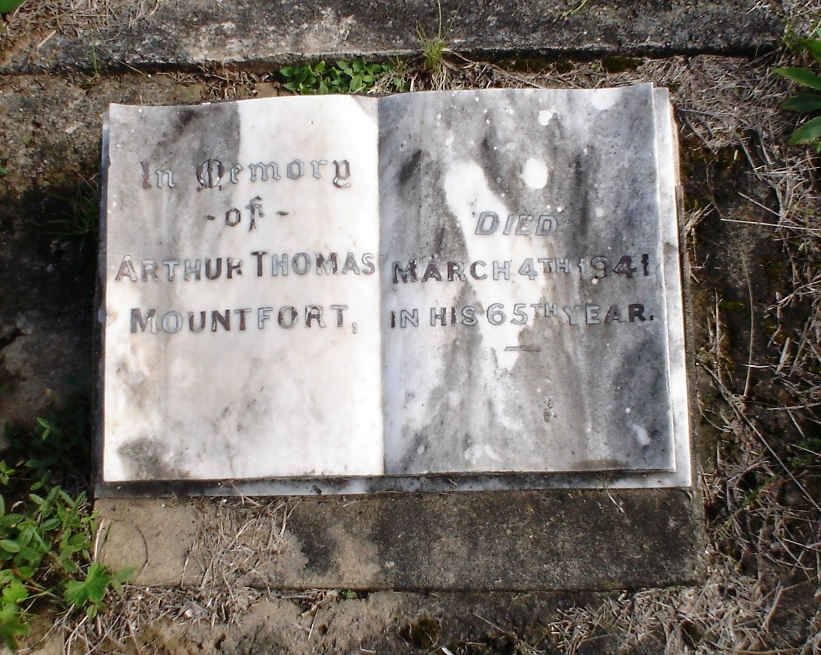 In Memory
- of -
ARTHUR THOMAS
MOUNTFORT,
DIED
MARCH 4TH 1941
IN HIS 65TH YEAR.